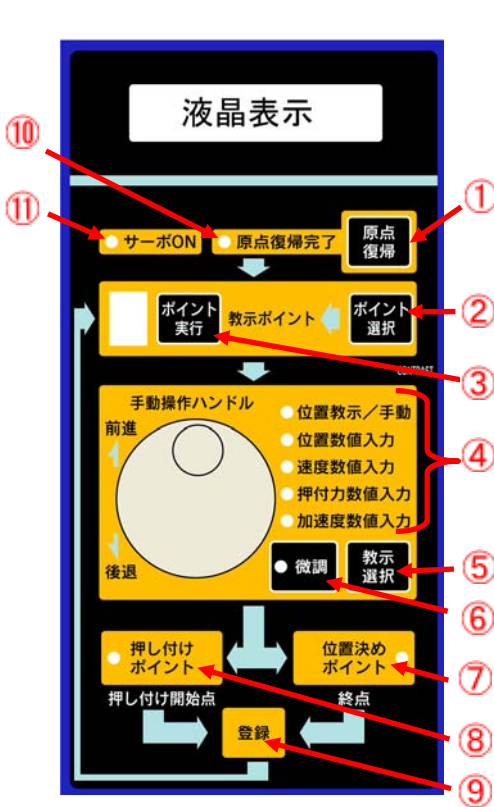 液晶表示
⑩
①
⑪
サーボON
原点復帰完了
原点
復帰
ポイント
実行
教示ポイント
ポイント
選択
②
③
CONTRAST
手動操作ハンドル
前進
後退
位置教示／手動
位置数値入力
速度数値入力
押付力数値入力
加速度数値入力
④
微調
教示
選択
⑤
⑥
押し付け
ポイント
位置決め
ポイント
⑦
押し付け開始点
終点
⑧
登録
⑨